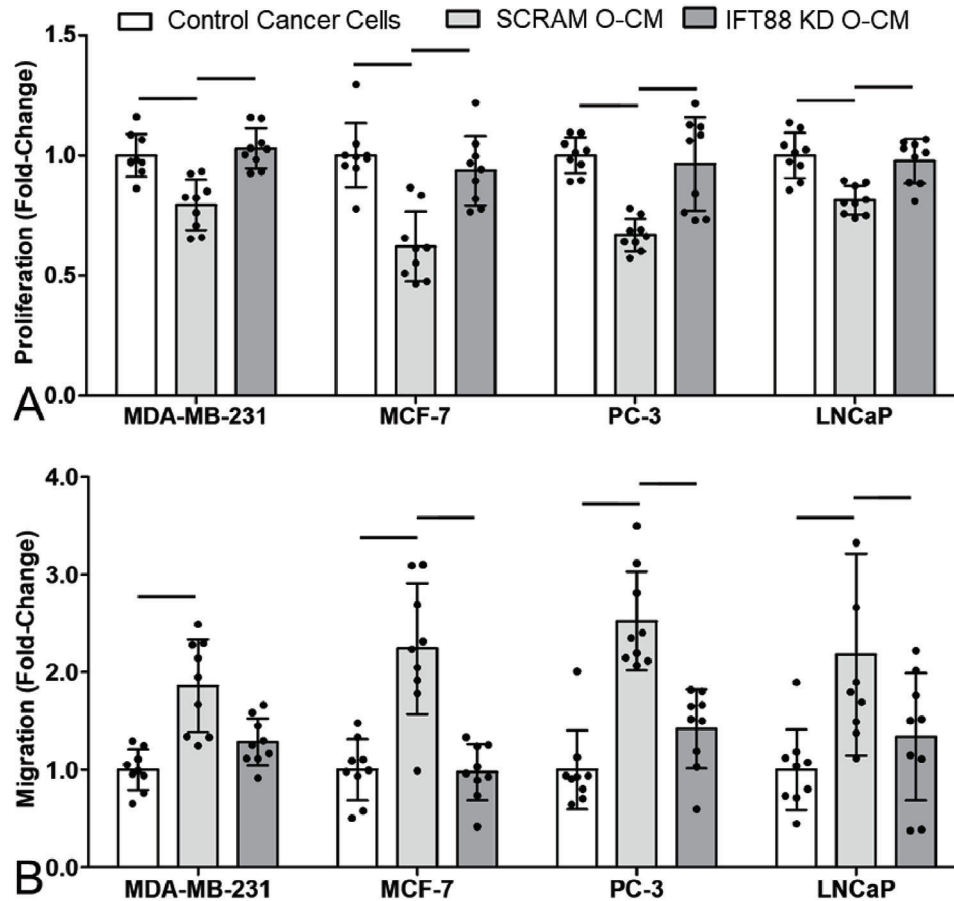 Control Cancer Cells SCRAM O-CM IFT88 KD O-CM
Proliferation (Fold-Change)
1.5
1.0
0.5
0.0
A
MDA-MB-231 MCF-7 PC-3 LNCaP
Migration (Fold-Change)
4.0
3.0
2.0
1.0
0.0
B
MDA-MB-231 MCF-7 PC-3 LNCaP